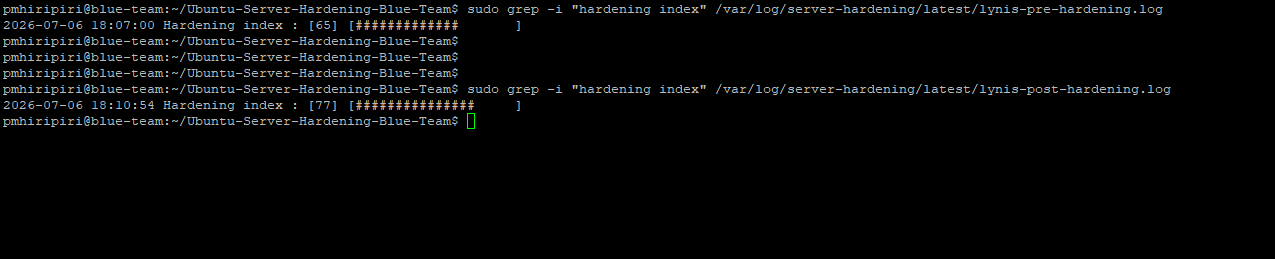 pmhiripiri@blue-team:~/Ubuntu-Server-Hardening-Blue-Team$ sudo grep -i "hardening index" /var/log/server-hardening/latest/lynis-pre-hardening.log
2026-07-06 18:07:00 Hardening index : [65] [#############       ]
pmhiripiri@blue-team:~/Ubuntu-Server-Hardening-Blue-Team$
pmhiripiri@blue-team:~/Ubuntu-Server-Hardening-Blue-Team$
pmhiripiri@blue-team:~/Ubuntu-Server-Hardening-Blue-Team$
pmhiripiri@blue-team:~/Ubuntu-Server-Hardening-Blue-Team$ sudo grep -i "hardening index" /var/log/server-hardening/latest/lynis-post-hardening.log
2026-07-06 18:10:54 Hardening index : [77] [###############     ]
pmhiripiri@blue-team:~/Ubuntu-Server-Hardening-Blue-Team$